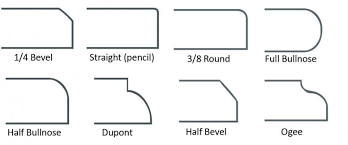 1/4 Bevel
Straight (pencil)
3/8 Round
Full Bullnose
Half Bullnose
Dupont
Half Bevel
Ogee